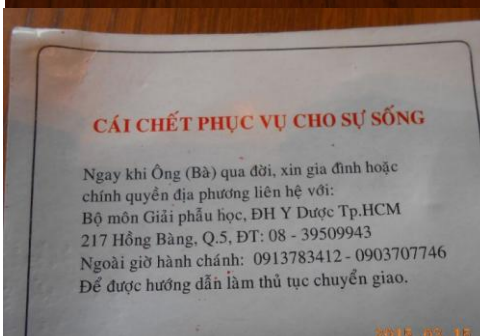 CÁI CHẾT PHỤC VỤ CHO SỰ SỐNG
Ngay khi Ông (Bà) qua đời, xin gia đình hoặc
chính quyền địa phương liên hệ với:
Bộ môn Giải phẫu học, ĐH Y Dược Tp.HCM
217 Hồng Bàng, Q.5, ĐT: 08 - 39509943
Ngoài giờ hành chánh: 0913783412 - 0903707746
Để được hướng dẫn làm thủ tục chuyển giao.